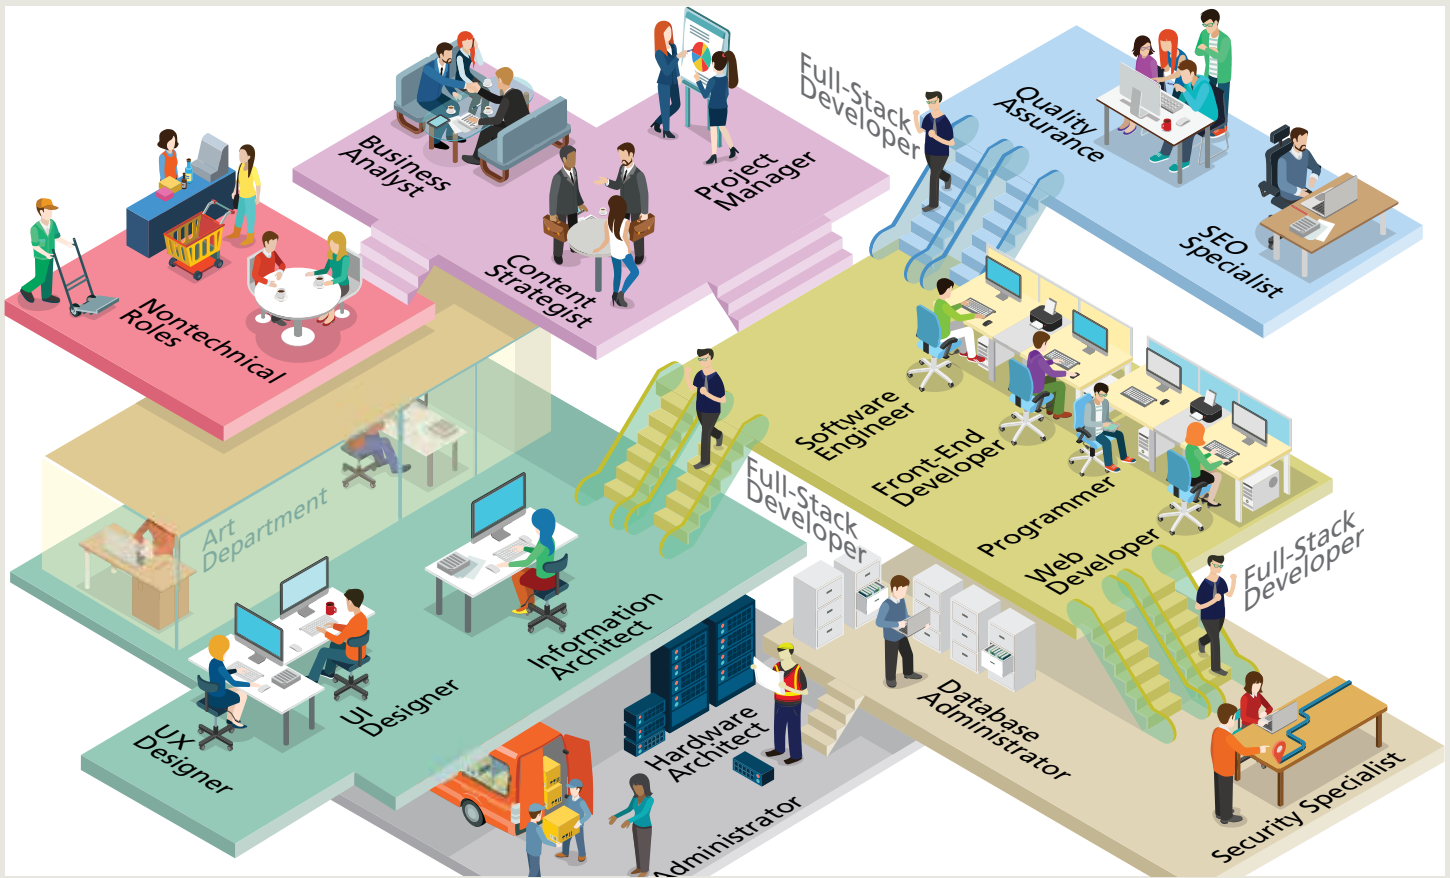 Full-Stack
Developer
Quality
Assurance
Business
Analyst
Project
Manager
SEO
Specialist
Content
Strategist
Nontechnical
Roles
Software
Engineer
Front-End
Developer
Programmer
Web
Developer
Full-Stack
Developer
Full-Stack
Developer
Art
Department
Information
Architect
UI
Designer
UX
Designer
Hardware
Architect
Database
Administrator
Security Specialist
Administrator